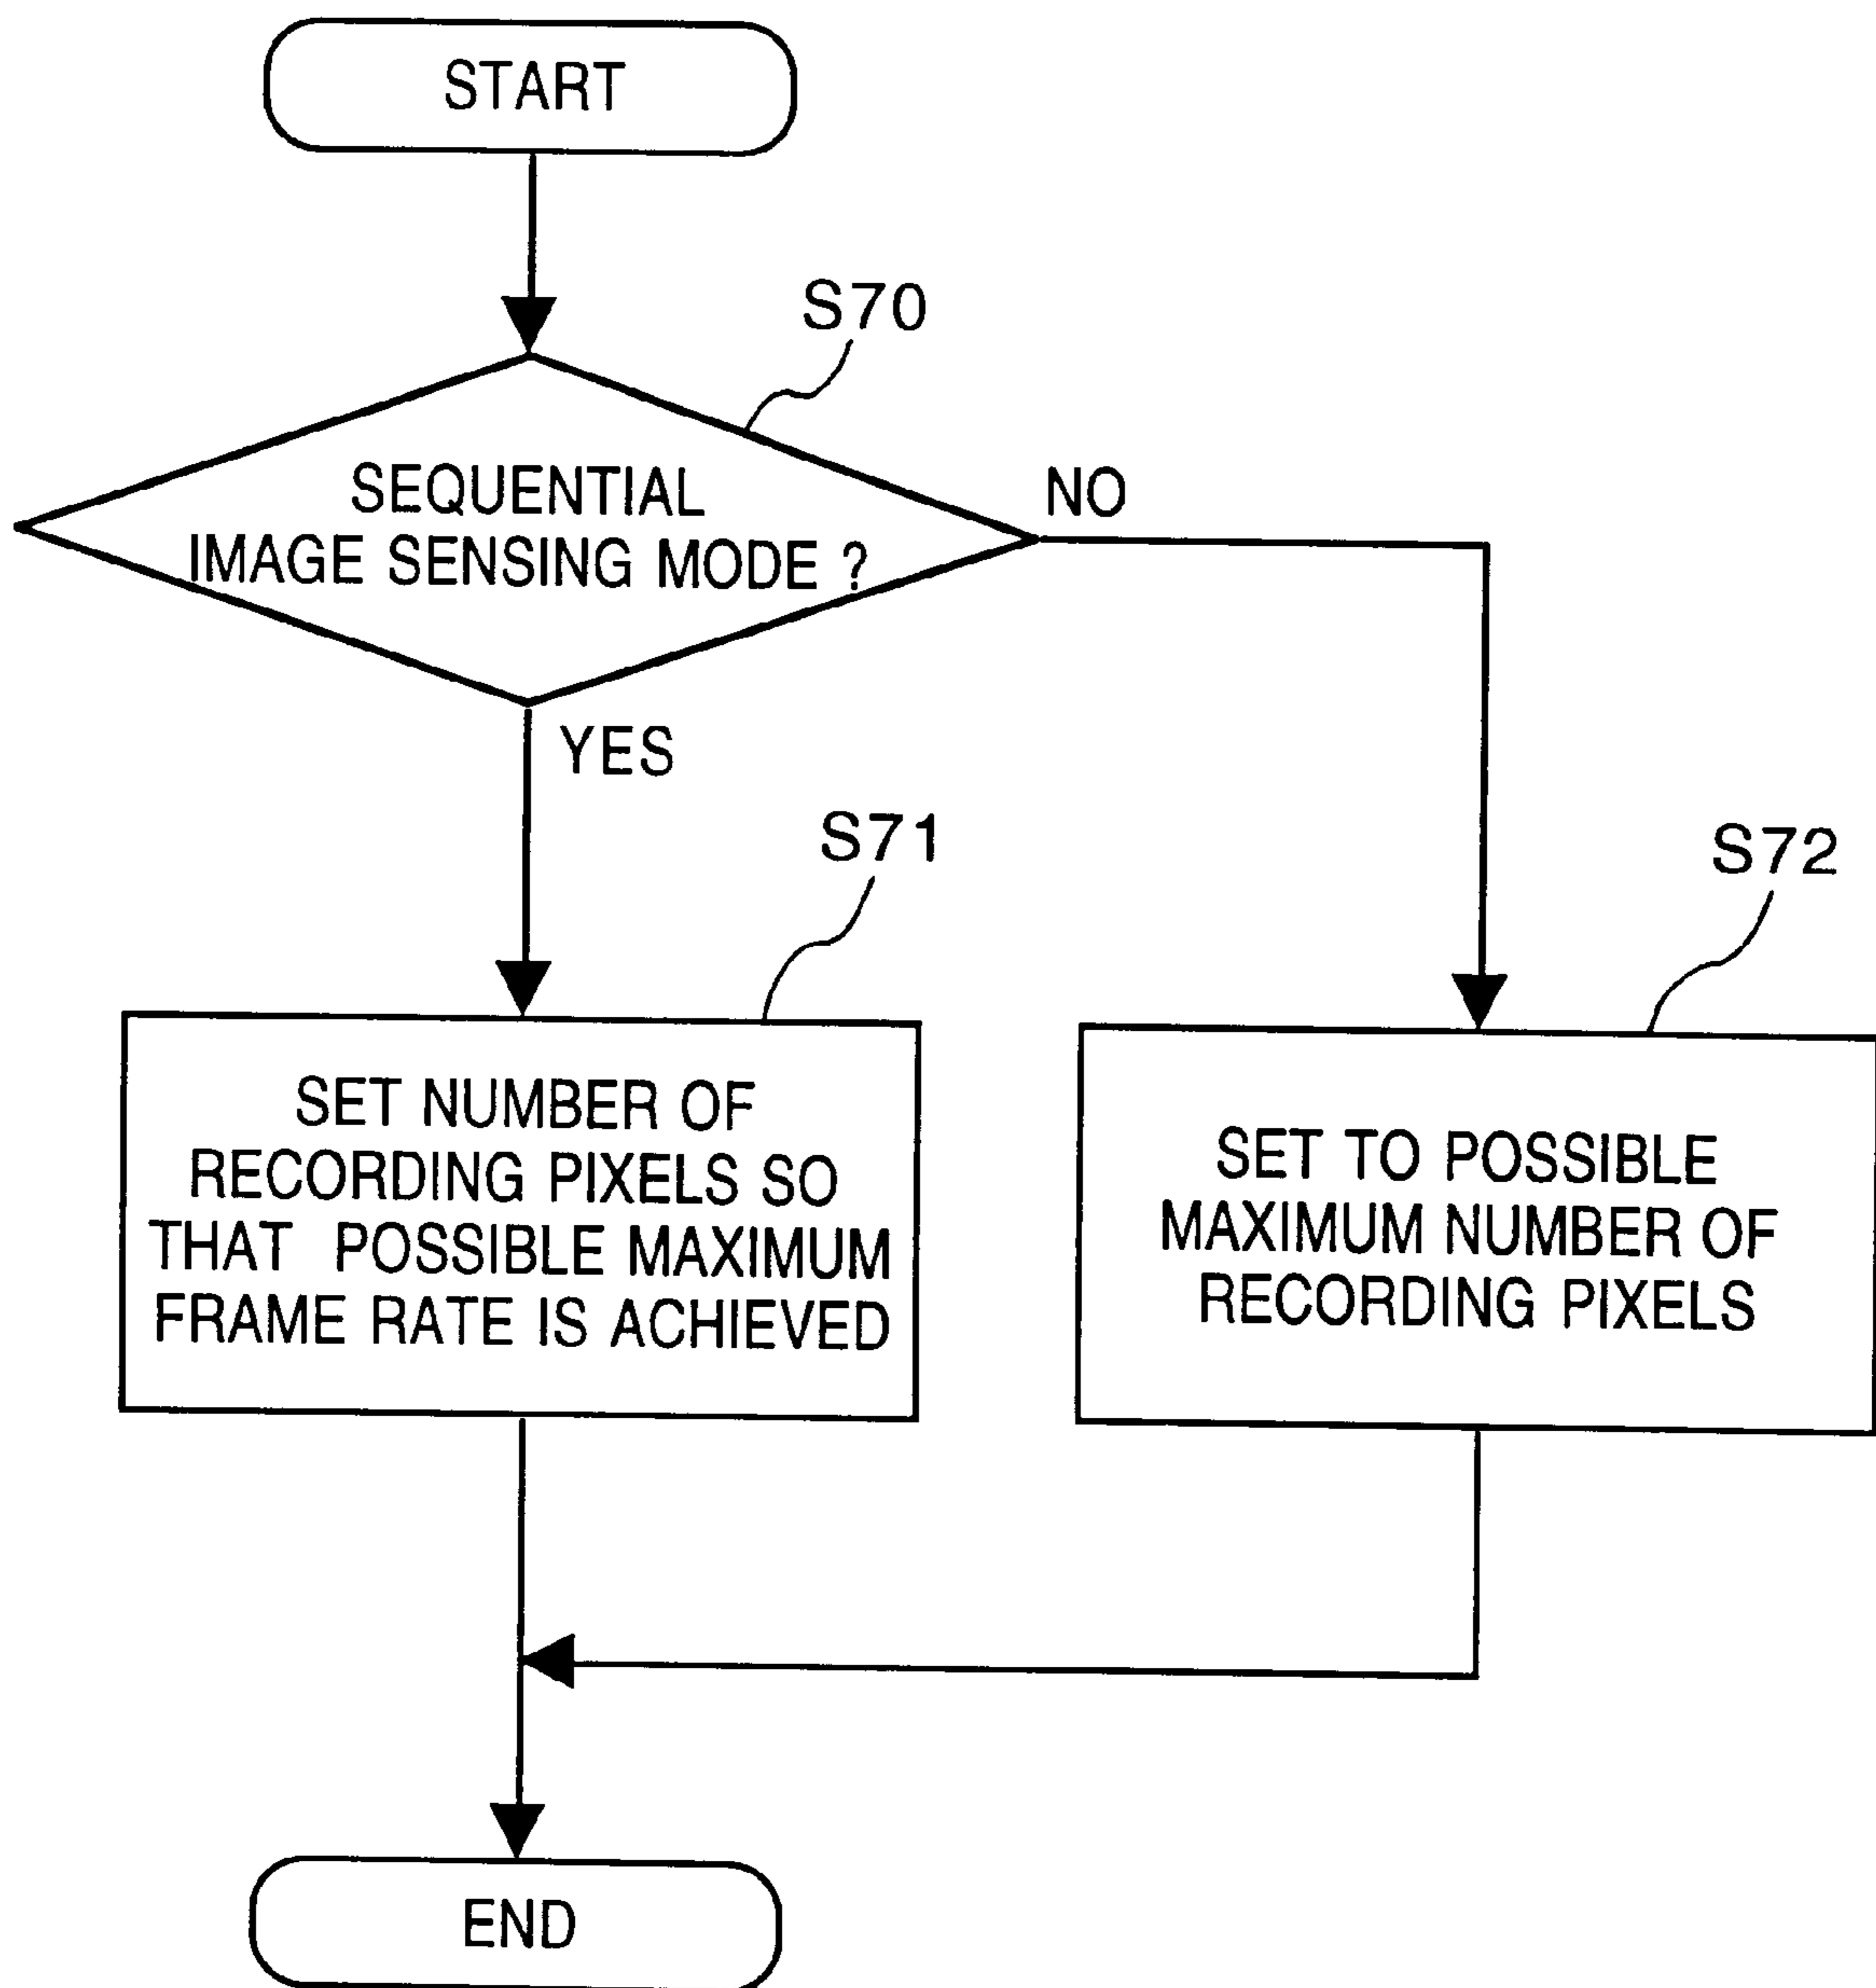 START
S70
SEQUENTIAL
IMAGE SENSING MODE ?
NO
YES
S71
SET NUMBER OF
RECORDING PIXELS SO
THAT POSSIBLE MAXIMUM
FRAME RATE IS ACHIEVED
S72
SET TO POSSIBLE
MAXIMUM NUMBER OF
RECORDING PIXELS
END